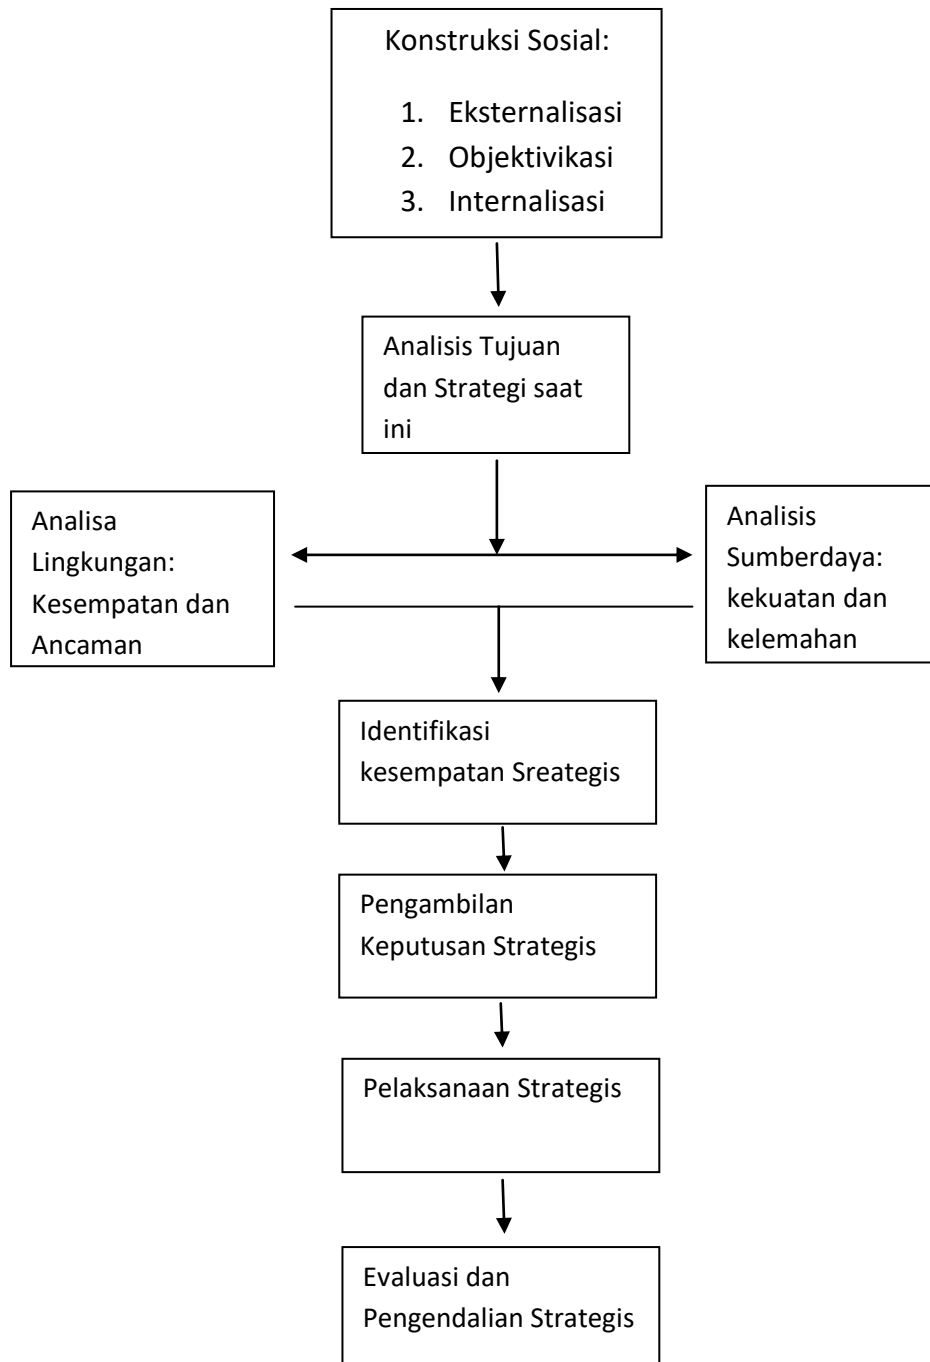 Konstruksi Sosial:
1. Eksternalisasi
2. Objektivikasi
3. Internalisasi
Analisis Tujuan
dan Strategi saat
ini
Analisa
Lingkungan:
Kesempatan dan
Ancaman
Analisis
Sumberdaya:
kekuatan dan
kelemahan
Identifikasi
kesempatan Sreategis
Pengambilan
Keputusan Strategis
Pelaksanaan Strategis
Evaluasi dan
Pengendalian Strategis